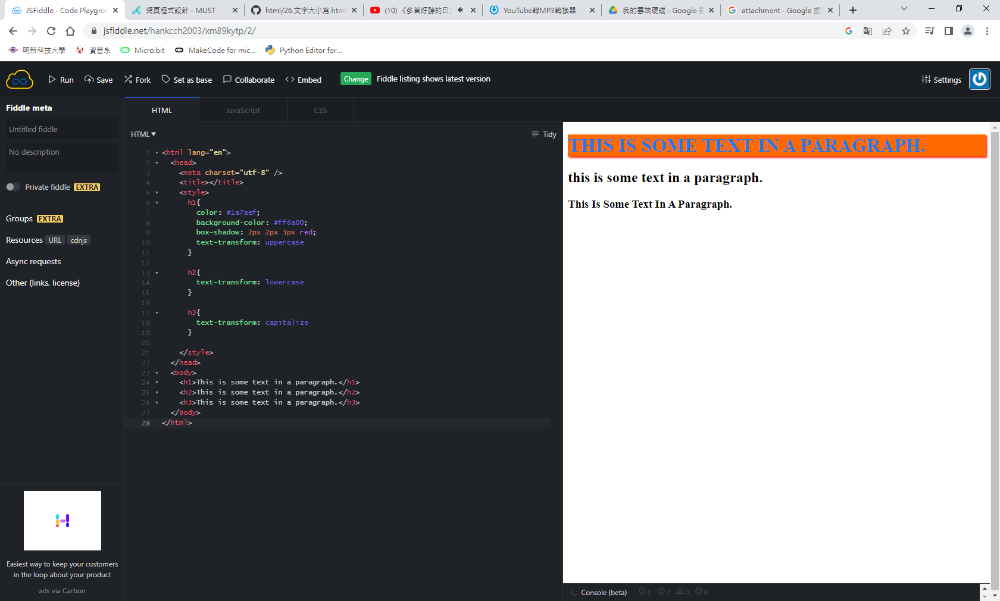 JSFiddle - Code Playgrou
網頁程式設計 - MUST
html/26.文字大小寫.html
(10) 《多首好聽的日文
YouTube轉MP3轉換器 -
我的雲端硬碟 - Google
attachment - Google 搜
jsfiddle.net/hankcch2003/xm89kytp/2/
明新科技大學
資管系
Micro:bit
MakeCode for mic...
Python Editor for...
Run
Save
Fork
Set as base
Collaborate
Embed
Change
Fiddle listing shows latest version
Settings
Fiddle meta
Untitled fiddle
No description
Private fiddle EXTRA
Groups EXTRA
Resources URL cdnjs
Async requests
Other (links, license)
HTML
JavaScript
CSS
HTML
Tidy
1 <html lang="en">
2 <head>
3 <meta charset="utf-8" />
4 <title></title>
5 <style>
6 h1{
7 color: #1a7aef;
8 background-color: #ff6a00;
9 box-shadow: 2px 2px 3px red;
10 text-transform: uppercase
11 }
12
13 h2{
14 text-transform: lowercase
15 }
16
17 h3{
18 text-transform: capitalize
19 }
20
21 </style>
22 </head>
23 <body>
24 <h1>This is some text in a paragraph.</h1>
25 <h2>This is some text in a paragraph.</h2>
26 <h3>This is some text in a paragraph.</h3>
27 </body>
28 </html>
THIS IS SOME TEXT IN A PARAGRAPH.
this is some text in a paragraph.
This Is Some Text In A Paragraph.
Easiest way to keep your customers
in the loop about your product
ads via Carbon
Console (beta)
0
0
0
0